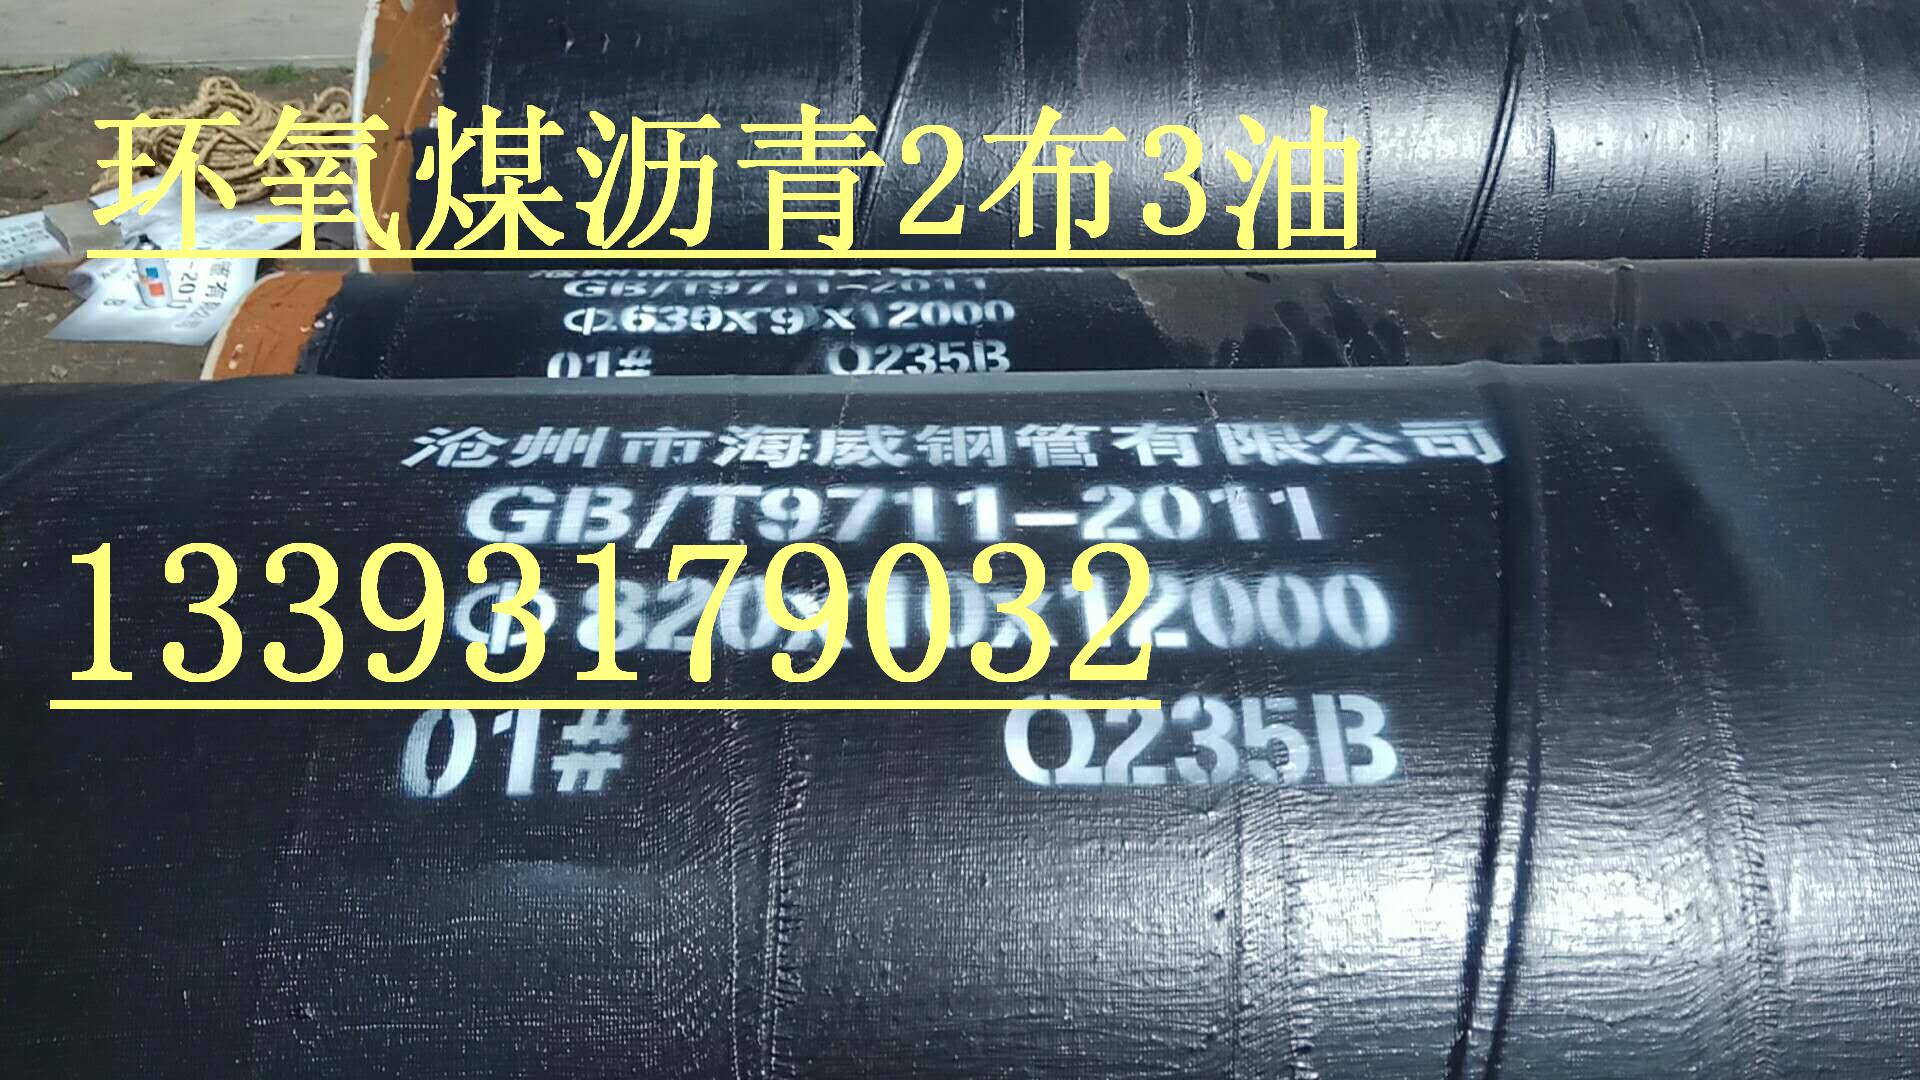 环氧煤沥青2布3油
GB/T9711-2011
Φ630x9x12000
01# Q235B
沧州市海威钢管有限公司
GB/T9711-2011
13393179032
Φ820x10x12000
01# Q235B